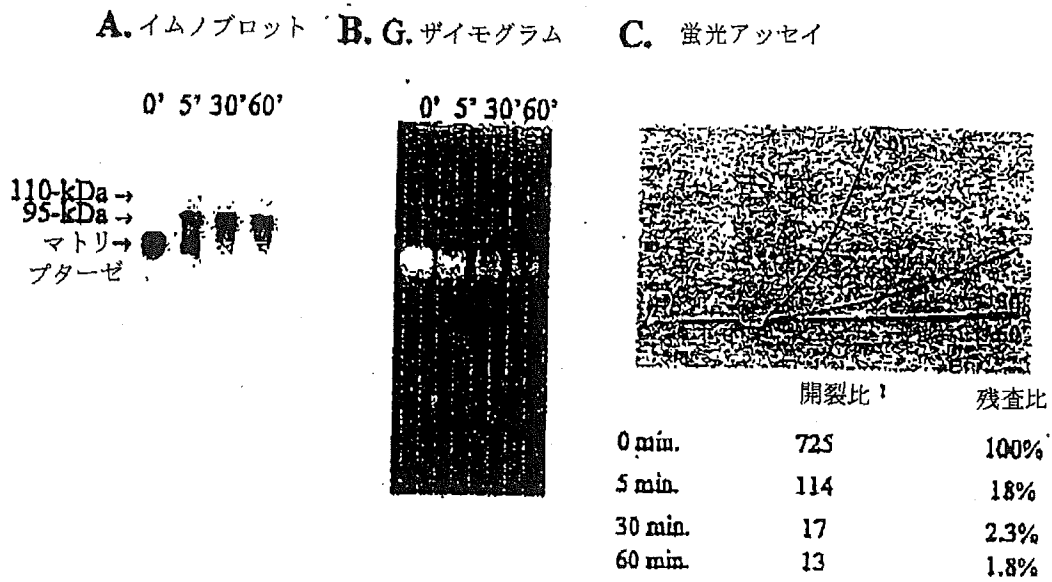 A. イムノブロット
B. G. ザイモグラム
C. 蛍光アッセイ
0' 5' 30' 60'
110-kDa →
95-kDa →
マトリ→
プターゼ
0' 5' 30' 60'
開裂比
残査比
0 min. 725 100%
5 min. 114 18%
30 min. 17 2.3%
60 min. 13 1.8%